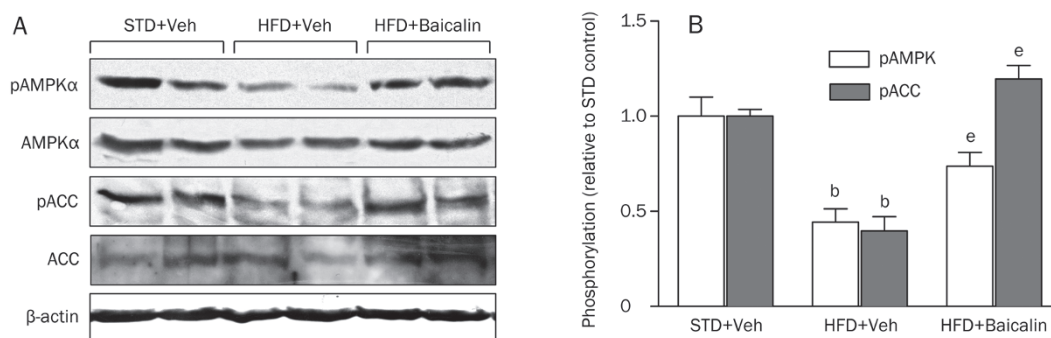 A
STD+Veh HFD+Veh HFD+Baicalin
pAMPKα
AMPKα
pACC
ACC
β-actin
B
Phosphorylation (relative to STD control)
1.5
1.0
0.5
0
pAMPK
pACC
b b
e e
STD+Veh HFD+Veh HFD+Baicalin